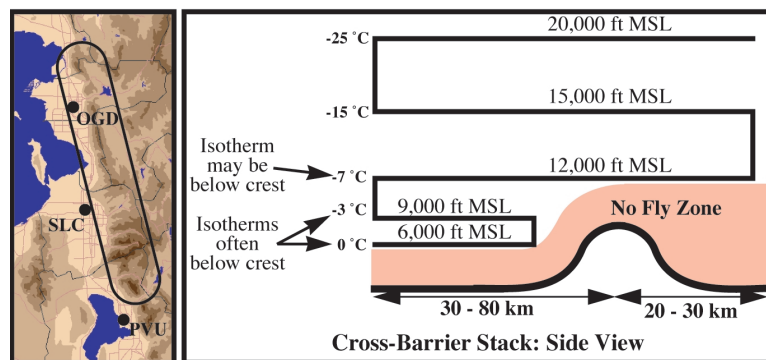 OGD
SLC
PVU
20,000 ft MSL
-25 °C
15,000 ft MSL
-15 °C
Isotherm
may be
below crest
12,000 ft MSL
-7 °C
-3 °C
9,000 ft MSL
No Fly Zone
Isotherms
often
below crest
6,000 ft MSL
0 °C
30 - 80 km
20 - 30 km
Cross-Barrier Stack: Side View